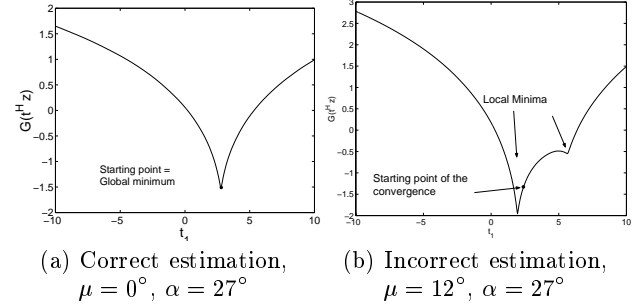 2
1.5
1
0.5
0
−0.5
−1
−1.5
−2
−10
−5
0
5
10
G(t^H z)
t_1
Starting point =
Global minimum
(a) Correct estimation,
μ = 0°, α = 27°
3
2.5
2
1.5
1
0.5
0
−0.5
−1
−1.5
−2
−10
−5
0
5
10
G(t^H z)
t_1
Local Minima
Starting point of the
convergence
(b) Incorrect estimation,
μ = 12°, α = 27°